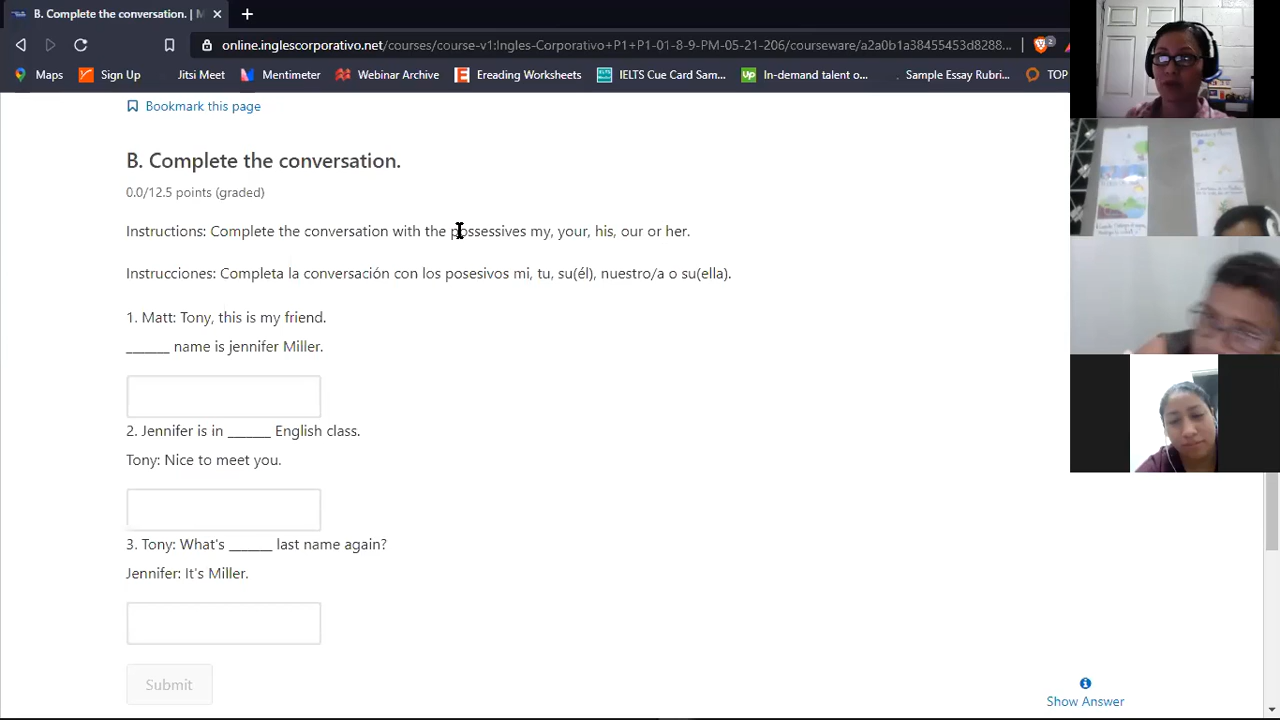 B. Complete the conversation. | M
online.inglescorporativo.net/courses/course-v1:Ingles-Corporativo+P1+P1-01-8-9-PM-05-21-206/courseware/a2a0b1a38455453d8288...
2
Maps
Sign Up
Jitsi Meet
Mentimeter
Webinar Archive
Ereading Worksheets
IELTS Cue Card Sam...
In-demand talent o...
Simple Essay Rubri...
TOP
Bookmark this page
B. Complete the conversation.
0.0/12.5 points (graded)
Instructions: Complete the conversation with the possessives my, your, his, our or her.
Instrucciones: Completa la conversación con los posesivos mi, tu, su(él), nuestro/a o su(ella).
1. Matt: Tony, this is my friend.
______ name is jennifer Miller.
2. Jennifer is in ______ English class.
Tony: Nice to meet you.
3. Tony: What's ______ last name again?
Jennifer: It's Miller.
Submit
Show Answer